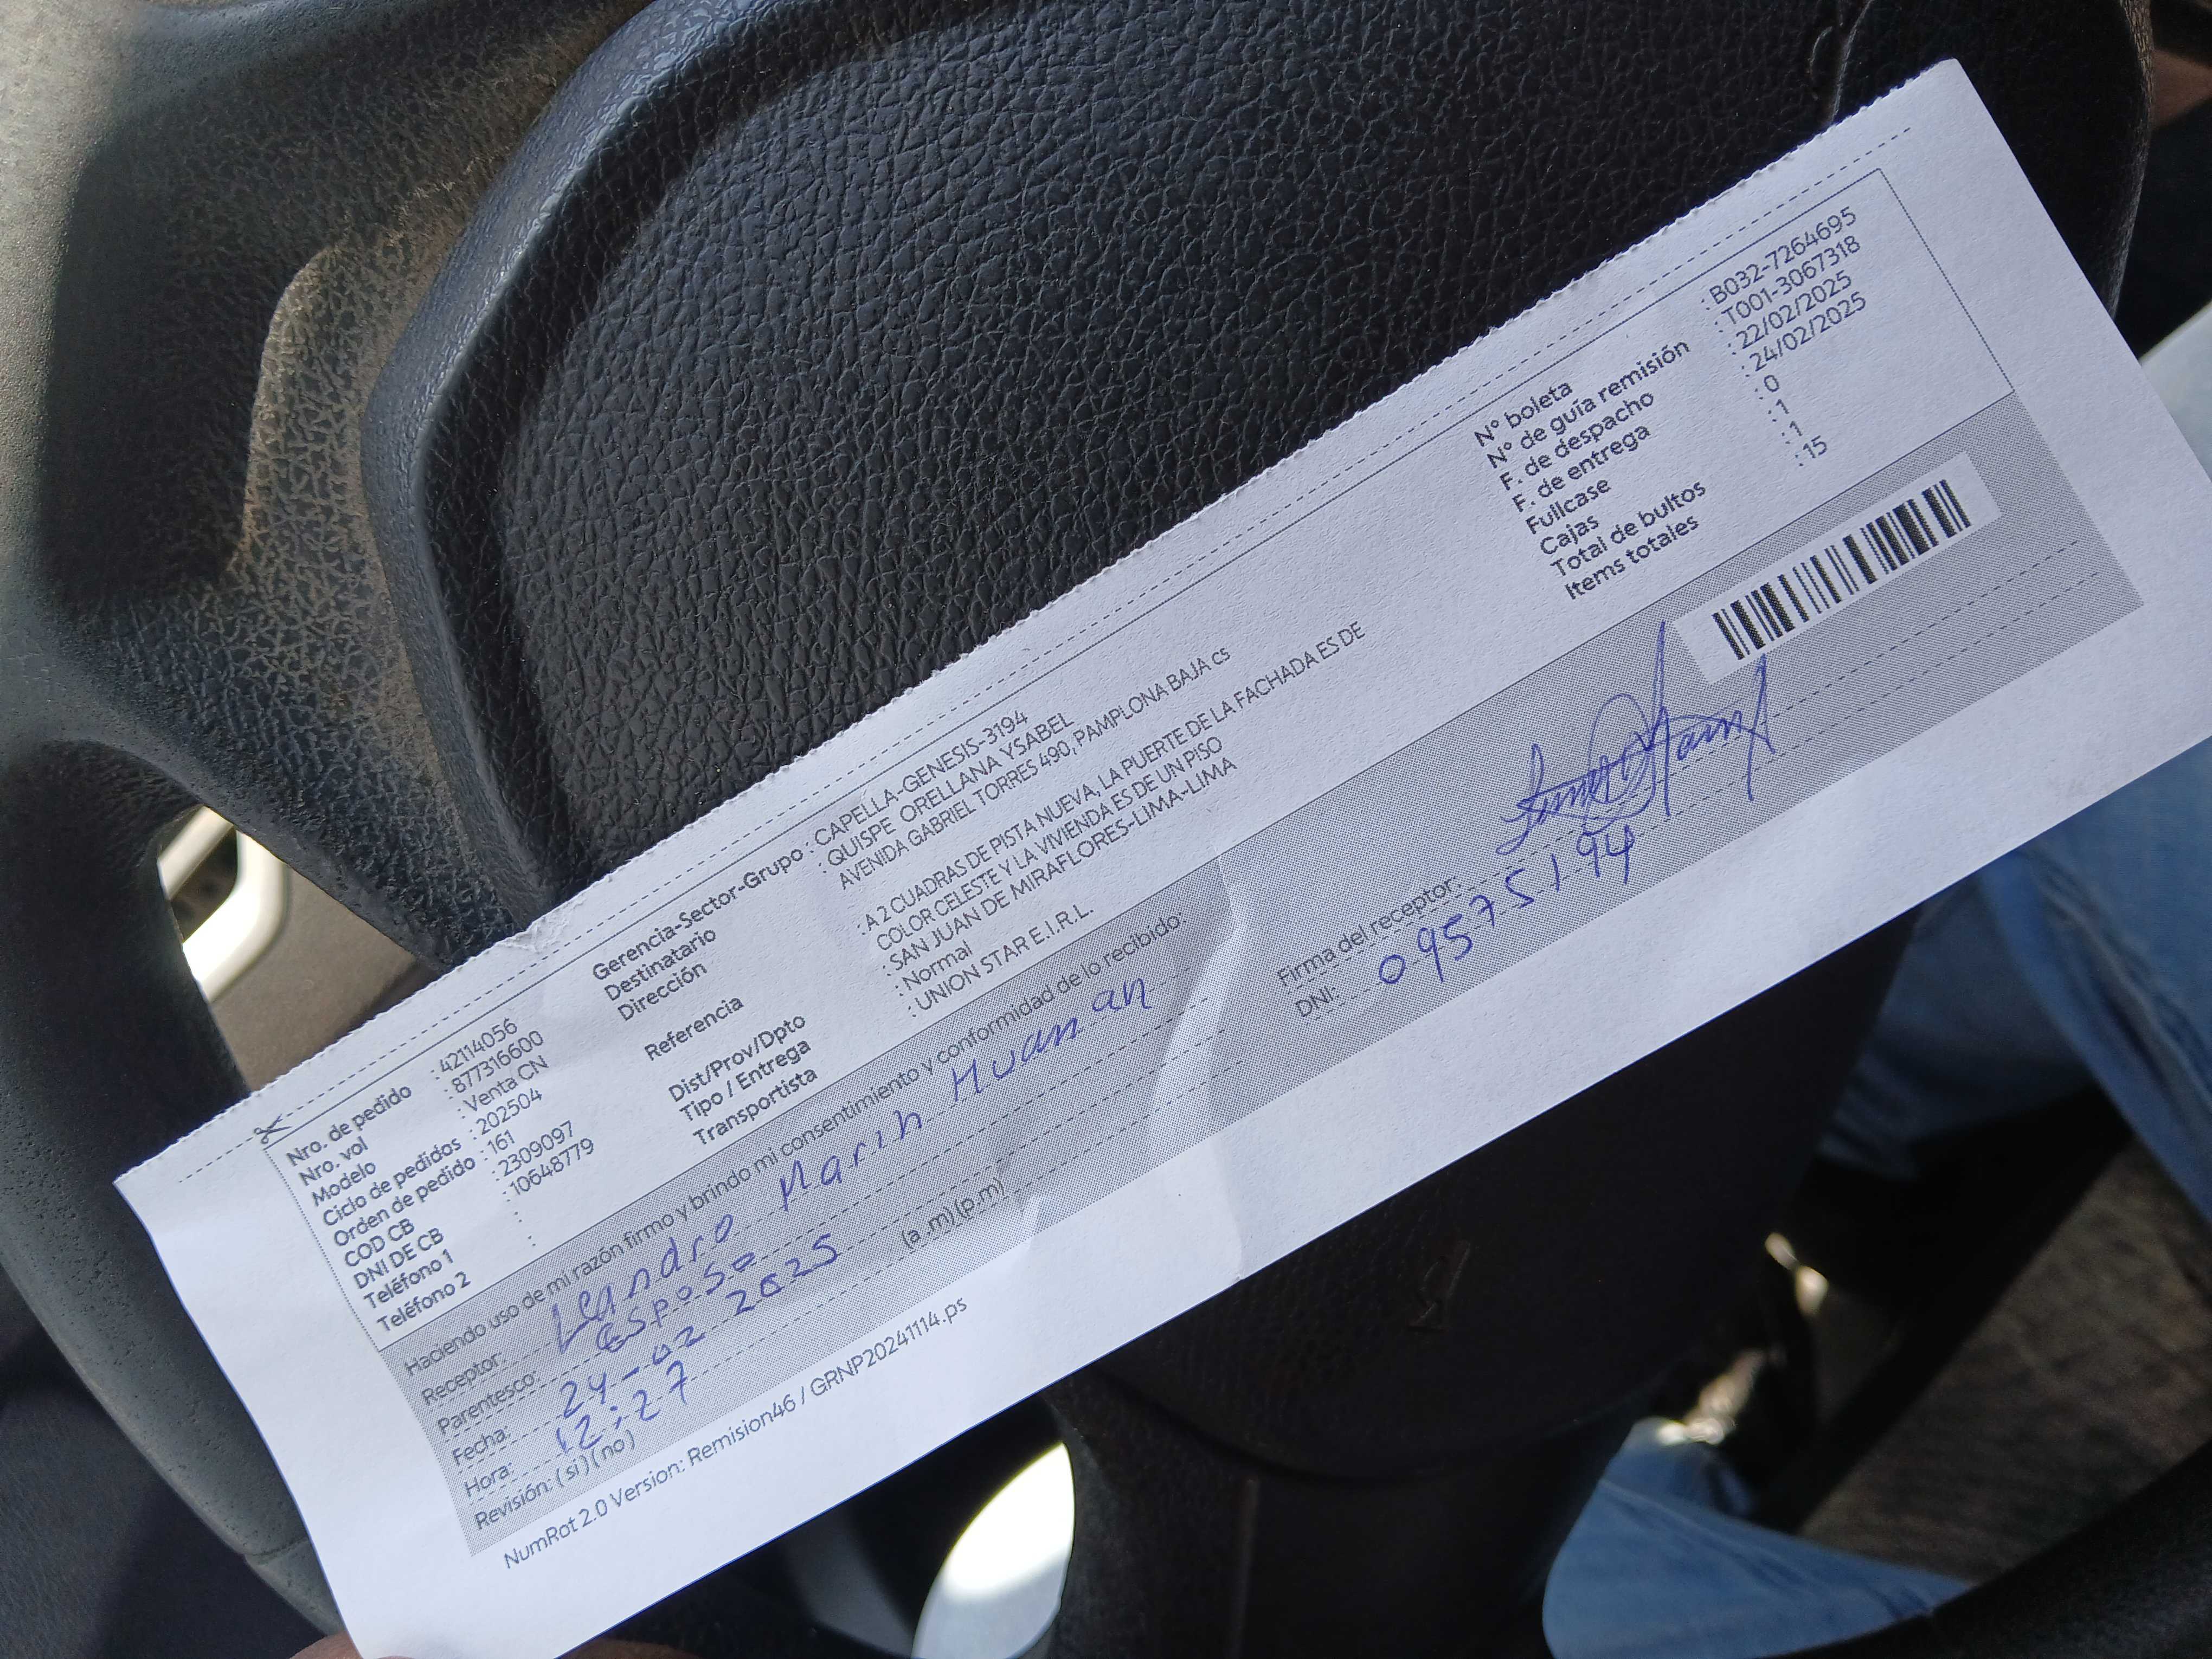 Nro. de pedido : 42114056
Nro. vol : 877316600
Modelo : Venta CN
Ciclo de pedidos : 202504
Orden de pedido : 161
COD CB : 2309097
DNI DE CB : 10648779
Teléfono 1 :
Teléfono 2 :
Gerencia-Sector-Grupo : CAPELLA-GENESIS-3194
Destinatario : QUISPE ORELLANA YSABEL
Dirección AVENIDA GABRIEL TORRES 490, PAMPLONA BAJA cs
Referencia : A 2 CUADRAS DE PISTA NUEVA, LA PUERTE DE LA FACHADA ES DE
COLOR CELESTE Y LA VIVIENDA ES DE UN PISO
Dist/Prov/Dpto : SAN JUAN DE MIRAFLORES-LIMA-LIMA
Tipo / Entrega : Normal
Transportista : UNION STAR E.I.R.L.
N° boleta : B032-7264695
N° de guía remisión : T001-3067318
F. de despacho : 22/02/2025
F. de entrega : 24/02/2025
Fullcase : 0
Cajas : 1
Total de bultos : 1
Items totales : 15
Haciendo uso de mi razón firmo y brindo mi consentimiento y conformidad de lo recibido:
Receptor: Leandro Marin Huaman
Parentesco: esposo
Fecha: 24-02 2025
Hora: 12:27 (a .m) (p.m)
Revisión: ( si ) ( no )
Firma del receptor:
DNI: 09575194
NumRot 2.0 Version: Remision46 / GRNP20241114.ps